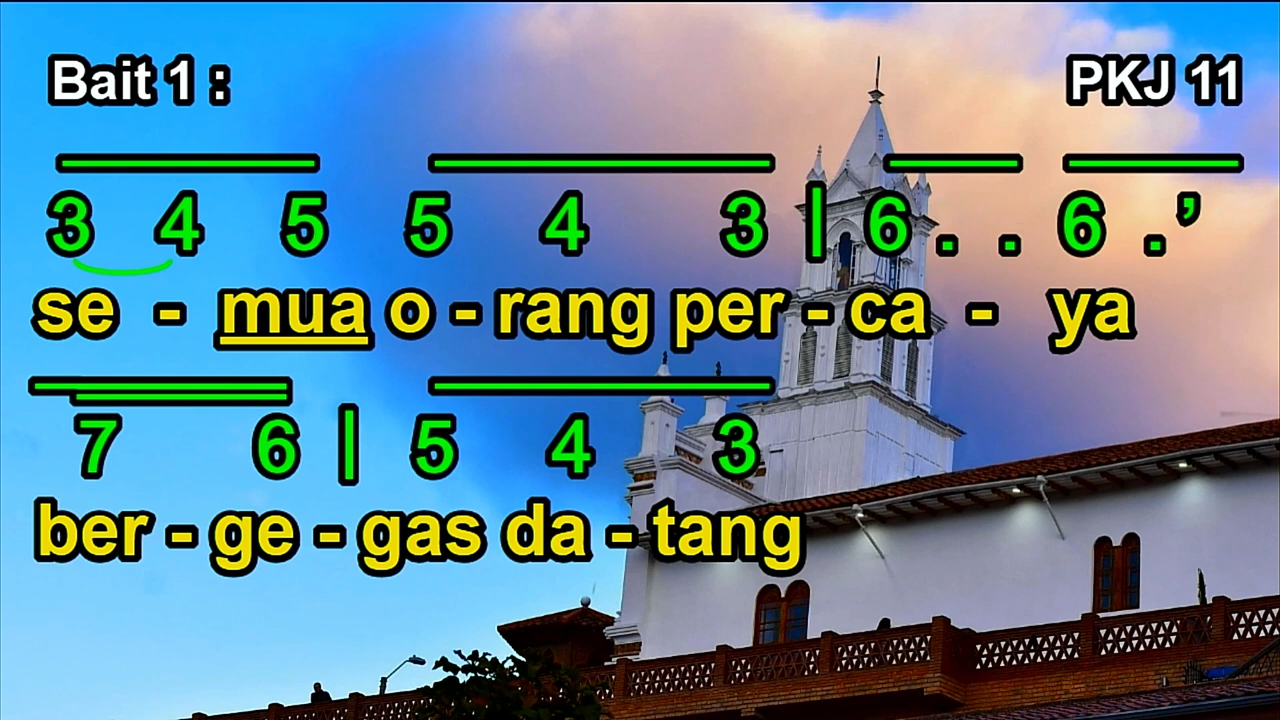 Bait 1 : PKJ 11
3 4 5 5 4 3 | 6 . . 6 .’
se - mua o - rang per - ca - ya
7 6 | 5 4 3
ber - ge - gas da - tang